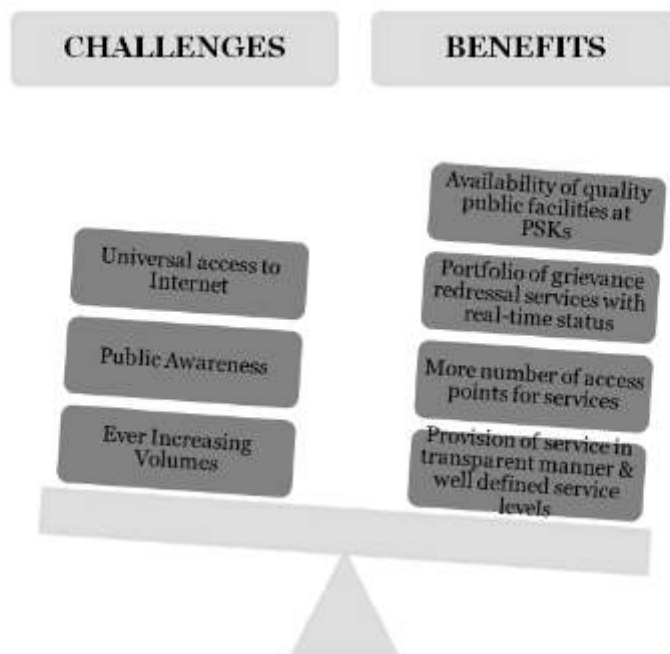 CHALLENGES
BENEFITS
Universal access to
Internet
Public Awareness
Ever Increasing
Volumes
Availability of quality
public facilities at
PSKs
Portfolio of grievance
redressal services with
real-time status
More number of access
points for services
Provision of service in
transparent manner &
well defined service
levels